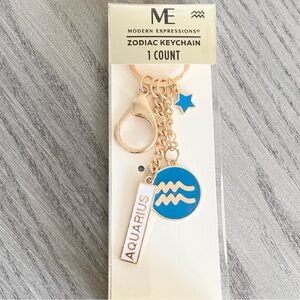 ME
MODERN EXPRESSIONS®
ZODIAC KEYCHAIN
1 COUNT
AQUARIUS